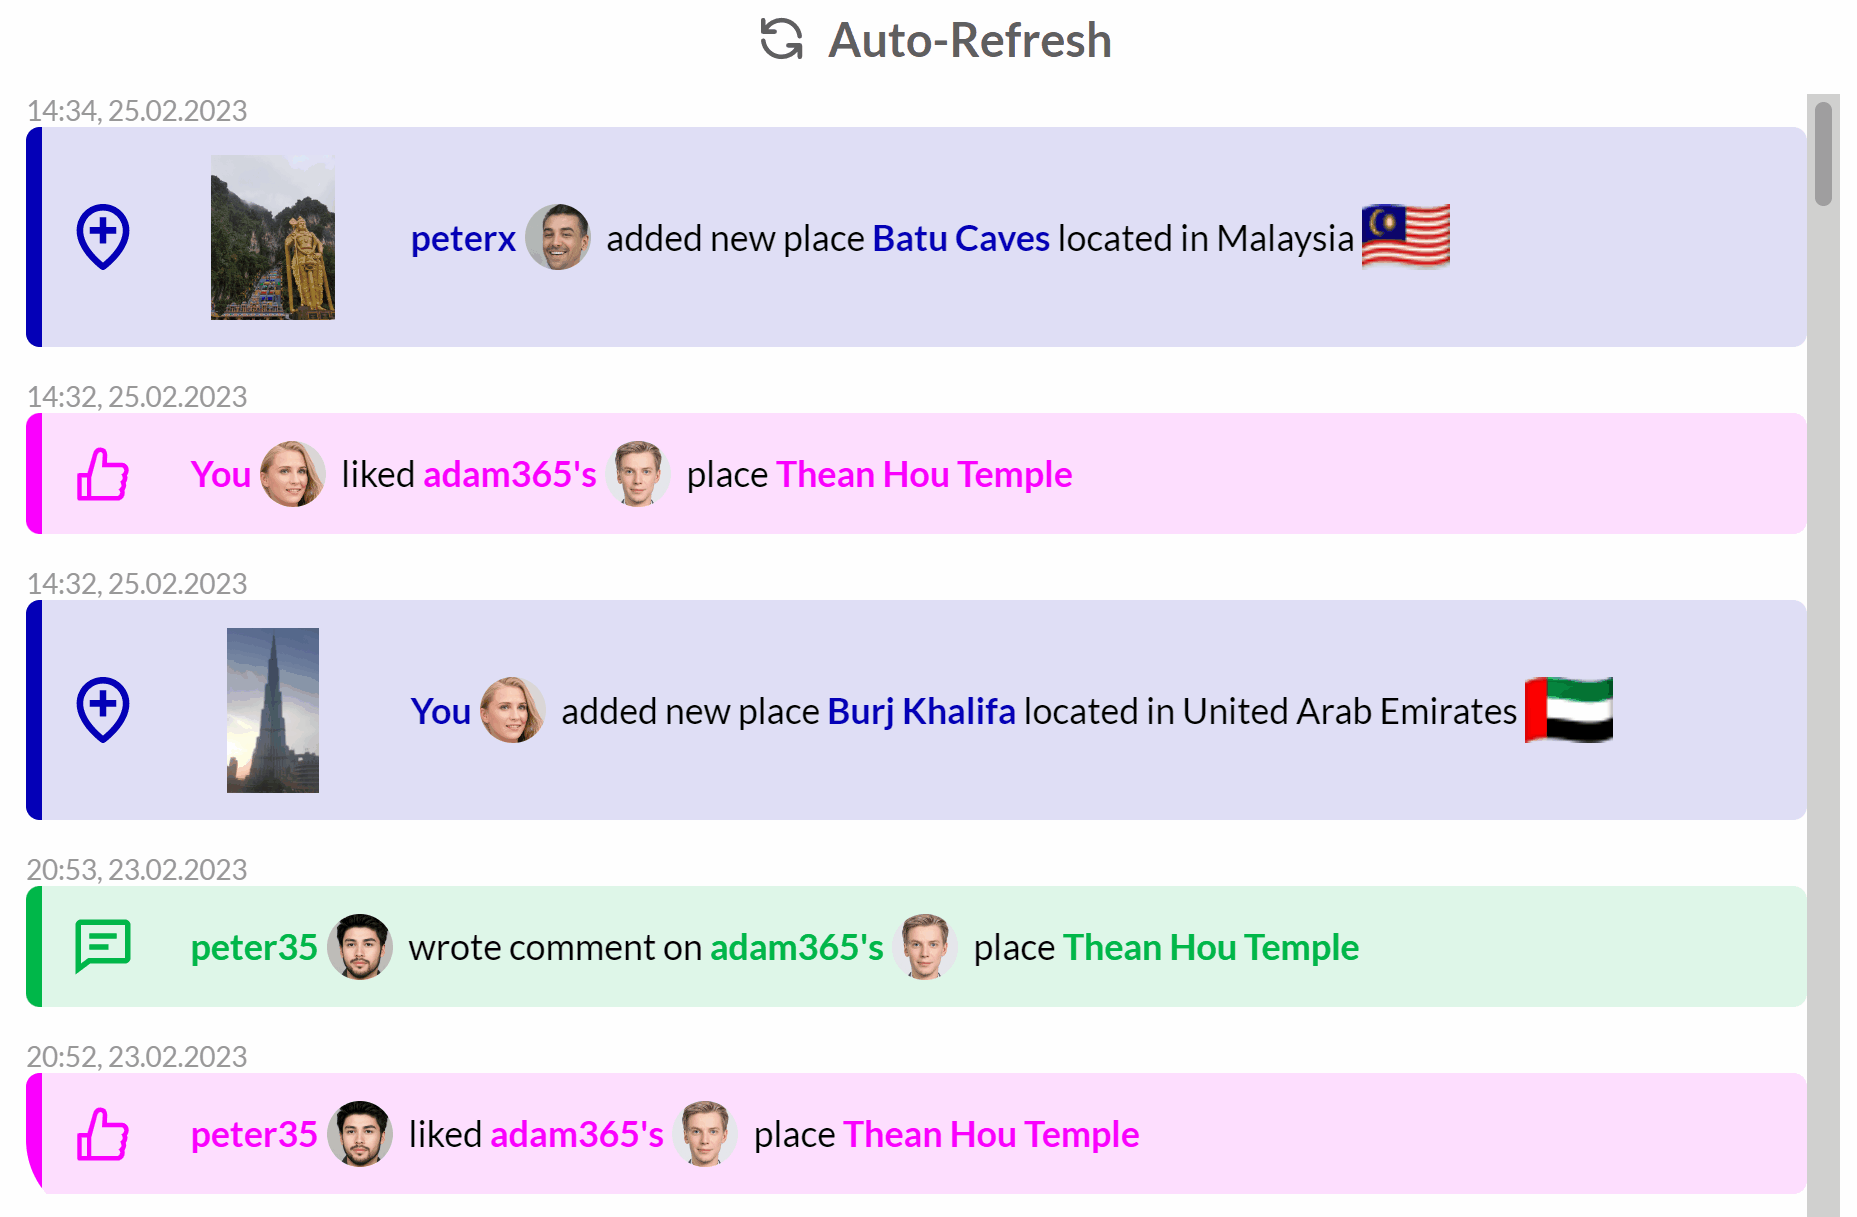 Auto-Refresh
14:34, 25.02.2023
peterx added new place Batu Caves located in Malaysia
14:32, 25.02.2023
You liked adam365's place Thean Hou Temple
14:32, 25.02.2023
You added new place Burj Khalifa located in United Arab Emirates
20:53, 23.02.2023
peter35 wrote comment on adam365's place Thean Hou Temple
20:52, 23.02.2023
peter35 liked adam365's place Thean Hou Temple